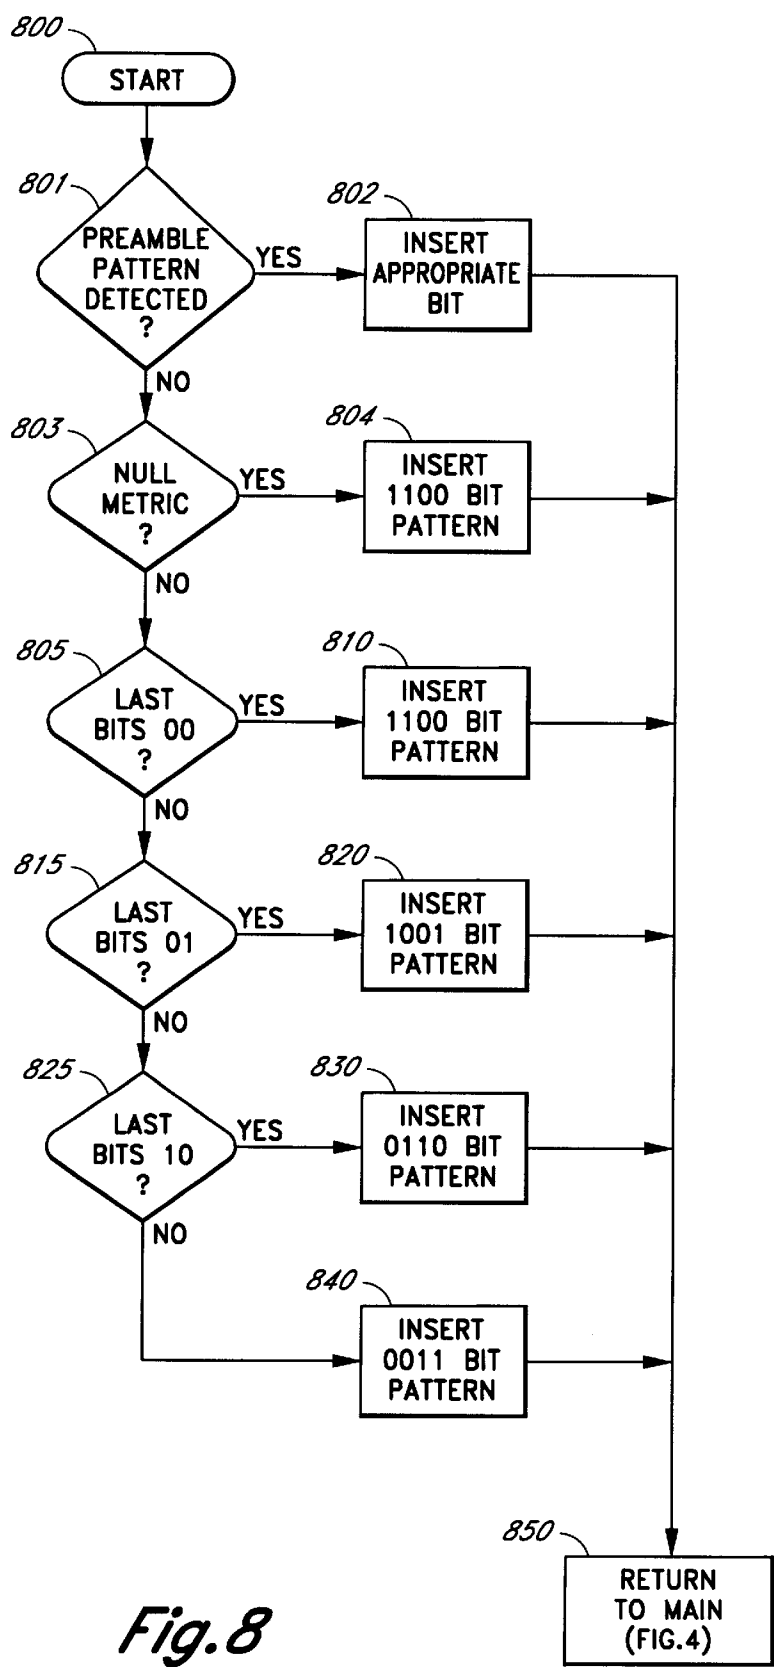 800
START
801
PREAMBLE
PATTERN
DETECTED
?
YES
802
INSERT
APPROPRIATE
BIT
NO
803
NULL
METRIC
?
YES
804
INSERT
1100 BIT
PATTERN
NO
805
LAST
BITS 00
?
YES
810
INSERT
1100 BIT
PATTERN
NO
815
LAST
BITS 01
?
YES
820
INSERT
1001 BIT
PATTERN
NO
825
LAST
BITS 10
?
YES
830
INSERT
0110 BIT
PATTERN
NO
840
INSERT
0011 BIT
PATTERN
850
RETURN
TO MAIN
(FIG.4)
Fig.8